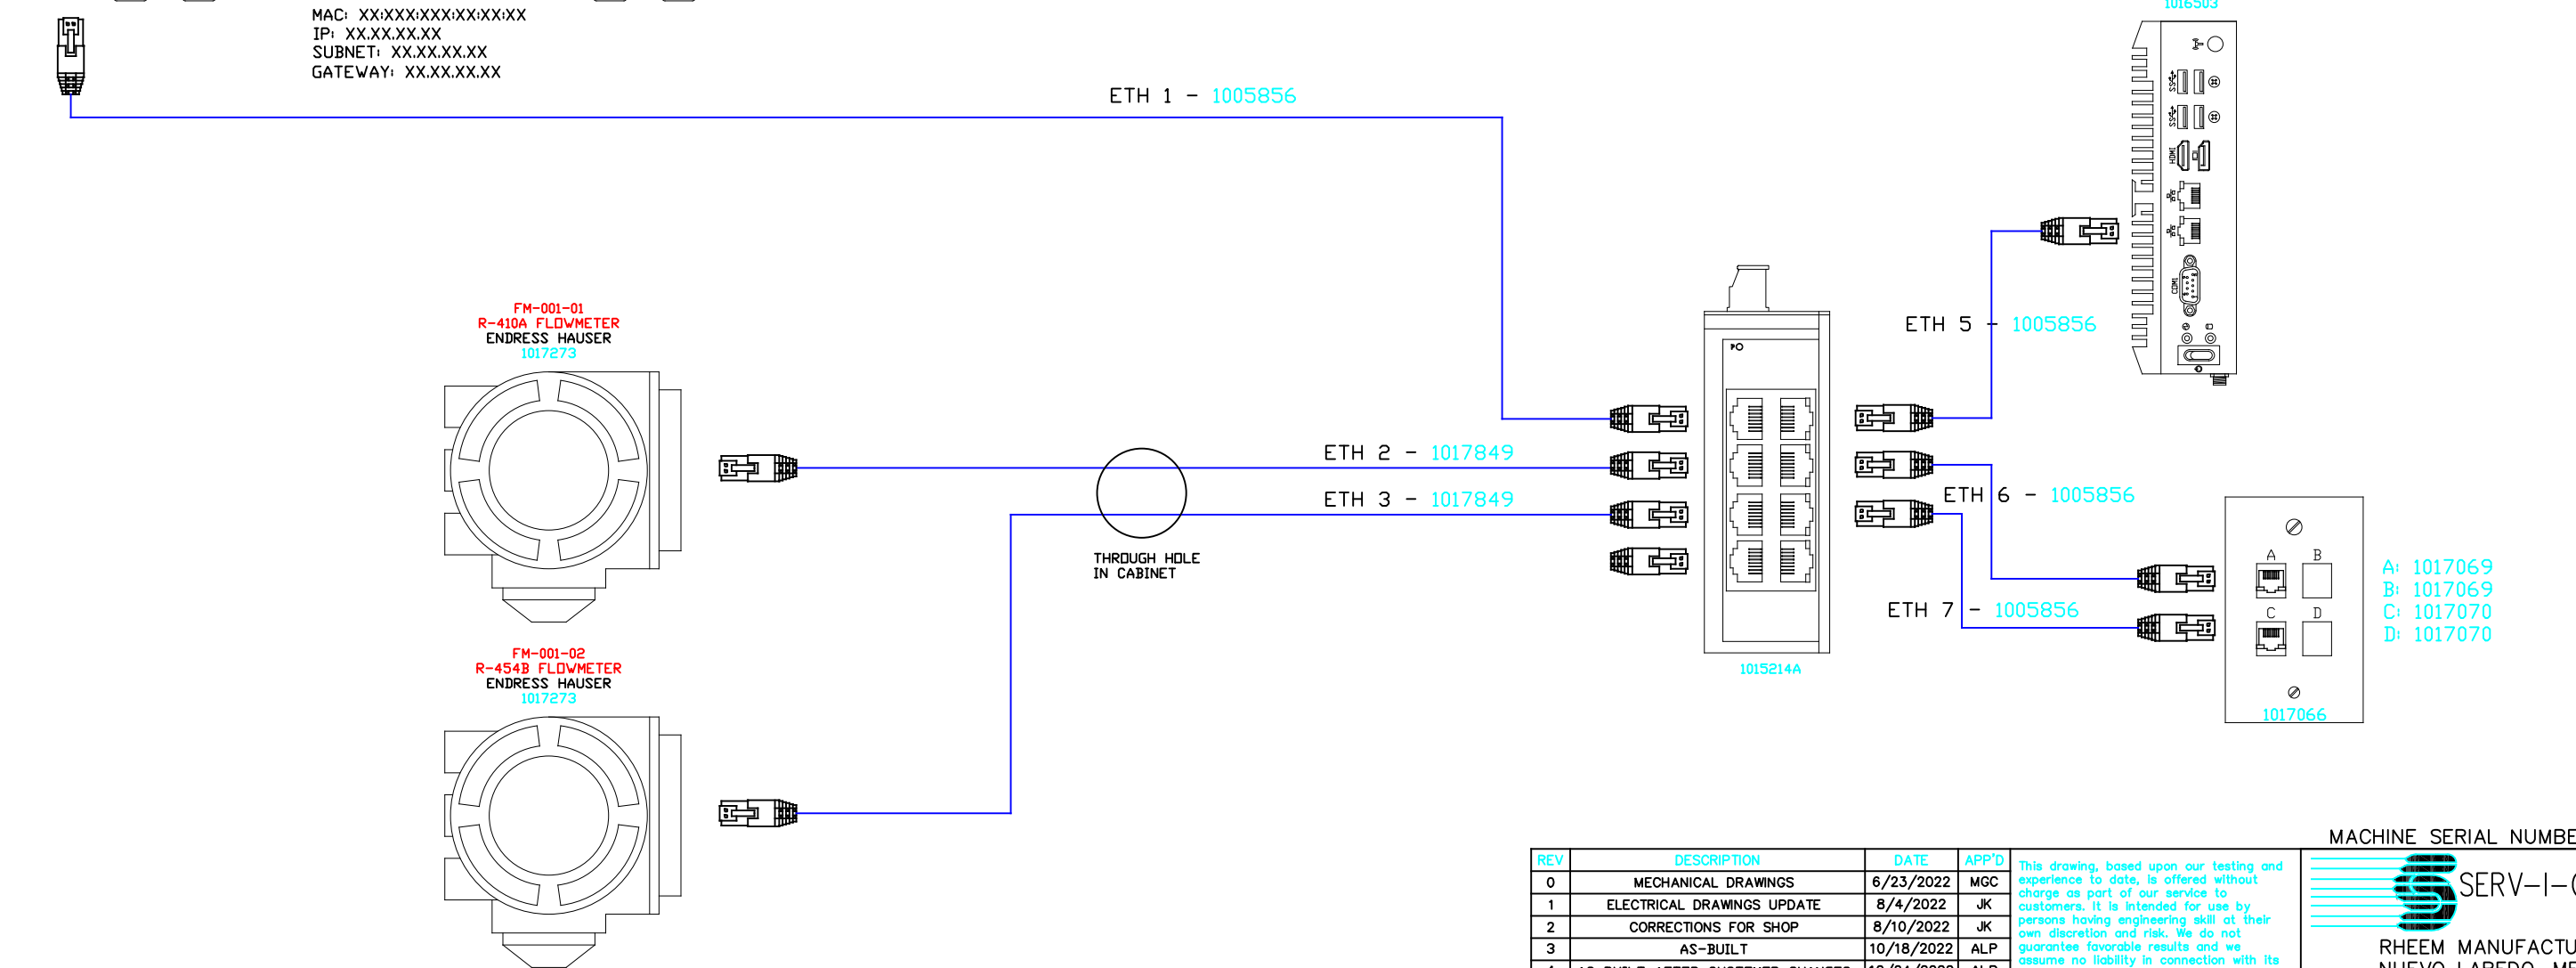 1016503
MAC: XX:XXX:XXX:XX:XX:XX
IP: XX.XX.XX.XX
SUBNET: XX.XX.XX.XX
GATEWAY: XX.XX.XX.XX
ETH 1 - 1005856
SS
SS
HDMI
COM1
ETH 5 - 1005856
FM-001-01
R-410A FLOWMETER
ENDRESS HAUSER
1017273
PO
ETH 2 - 1017849
ETH 3 - 1017849
THROUGH HOLE
IN CABINET
ETH 6 - 1005856
ETH 7 - 1005856
A B
C D
A: 1017069
B: 1017069
C: 1017070
D: 1017070
1017066
1015214A
FM-001-02
R-454B FLOWMETER
ENDRESS HAUSER
1017273
MACHINE SERIAL
REV DESCRIPTION DATE APP'D
0 MECHANICAL DRAWINGS 6/23/2022 MGC
1 ELECTRICAL DRAWINGS UPDATE 8/4/2022 JK
2 CORRECTIONS FOR SHOP 8/10/2022 JK
3 AS-BUILT 10/18/2022 ALP
This drawing, based upon our testing and
experience to date, is offered without
charge as part of our service to
customers. It is intended for use by
persons having engineering skill at their
own discretion and risk. We do not
guarantee favorable results and we
assume no liability in connection with its
SERV-I-
RHEEM